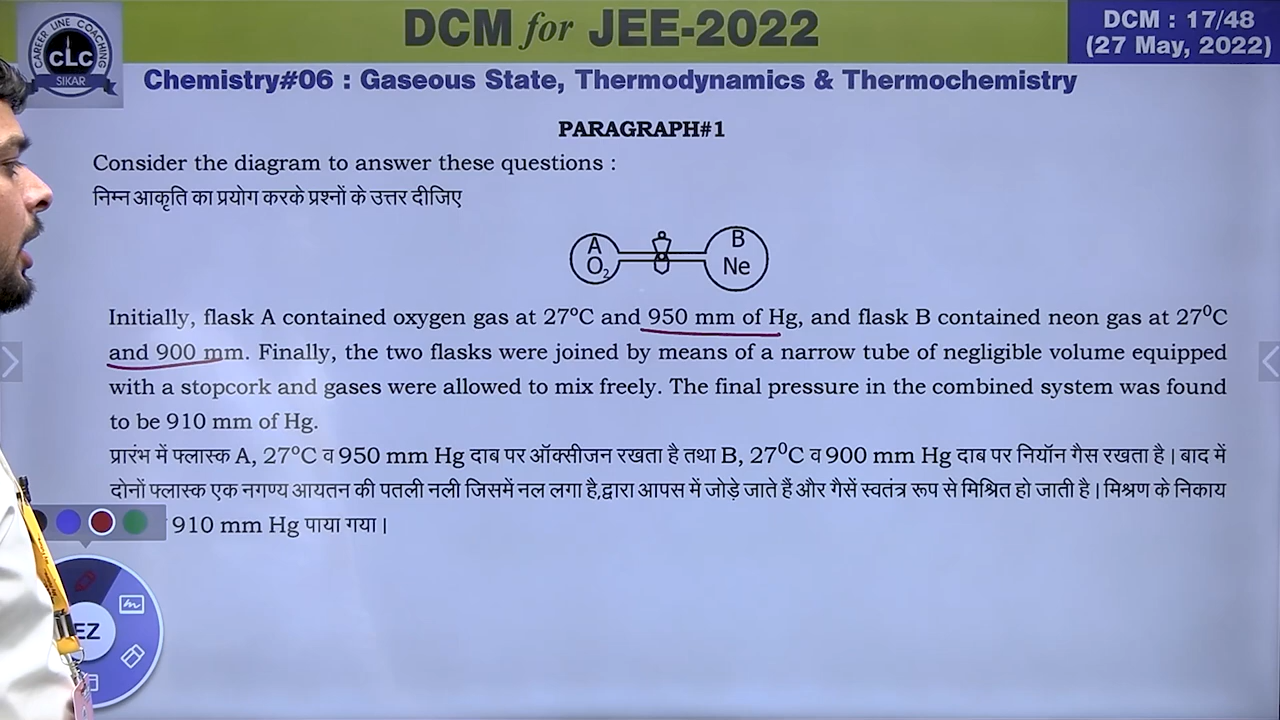 DCM for JEE-2022
DCM : 17/48
(27 May, 2022)
CAREER LINE COACHING
CLC
SIKAR
Chemistry#06 : Gaseous State, Thermodynamics & Thermochemistry
PARAGRAPH#1
Consider the diagram to answer these questions :
निम्न आकृति का प्रयोग करके प्रश्नों के उत्तर दीजिए
A
O₂
B
Ne
Initially, flask A contained oxygen gas at 27ºC and 950 mm of Hg, and flask B contained neon gas at 27⁰C
and 900 mm. Finally, the two flasks were joined by means of a narrow tube of negligible volume equipped
with a stopcork and gases were allowed to mix freely. The final pressure in the combined system was found
to be 910 mm of Hg.
प्रारंभ में फ्लास्क A, 27ºC व 950 mm Hg दाब पर ऑक्सीजन रखता है तथा B, 27⁰C व 900 mm Hg दाब पर नियॉन गैस रखता है। बाद में
दोनों फ्लास्क एक नगण्य आयतन की पतली नली जिसमें नल लगा है,द्वारा आपस में जोड़े जाते हैं और गैसें स्वतंत्र रूप से मिश्रित हो जाती है। मिश्रण के निकाय
910 mm Hg पाया गया।
EZ